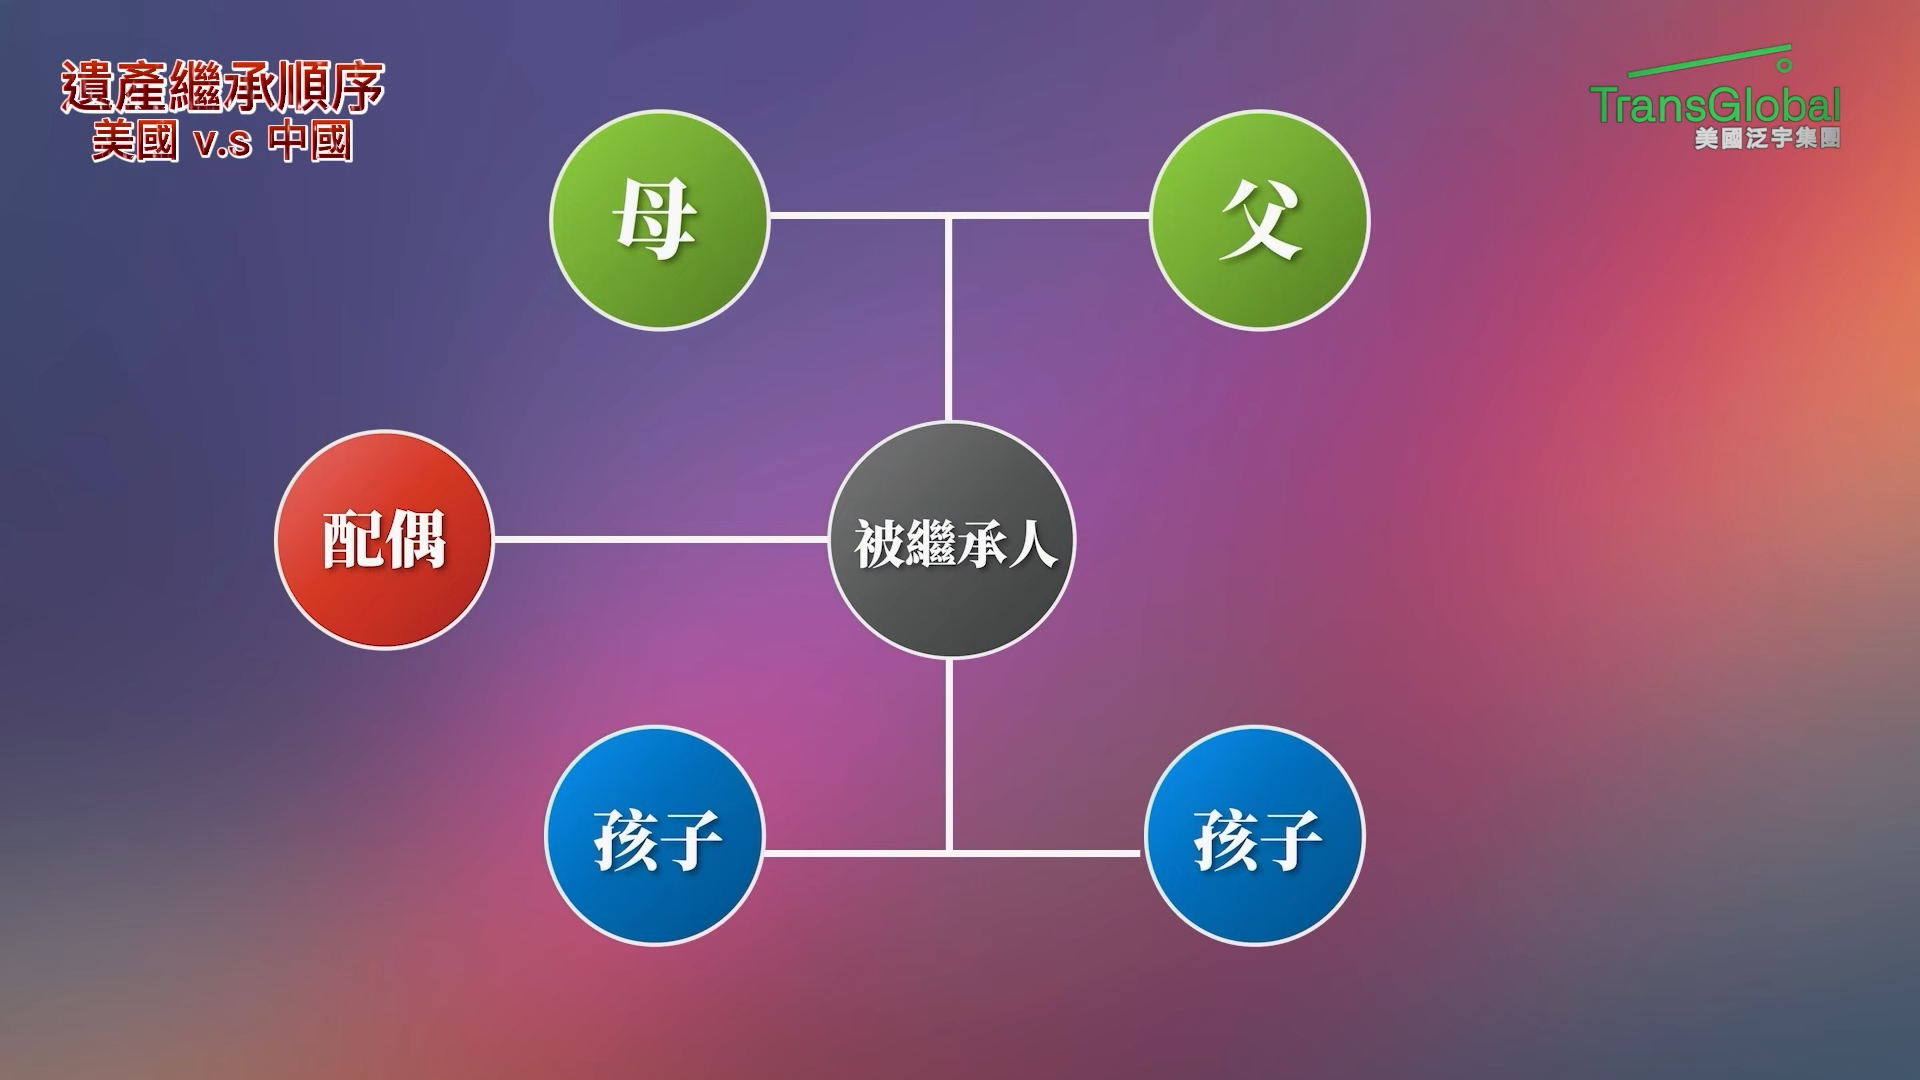 遺產繼承順序
美國 v.s 中國
TransGlobal
美國泛宇集團
母
父
配偶
被繼承人
孩子
孩子